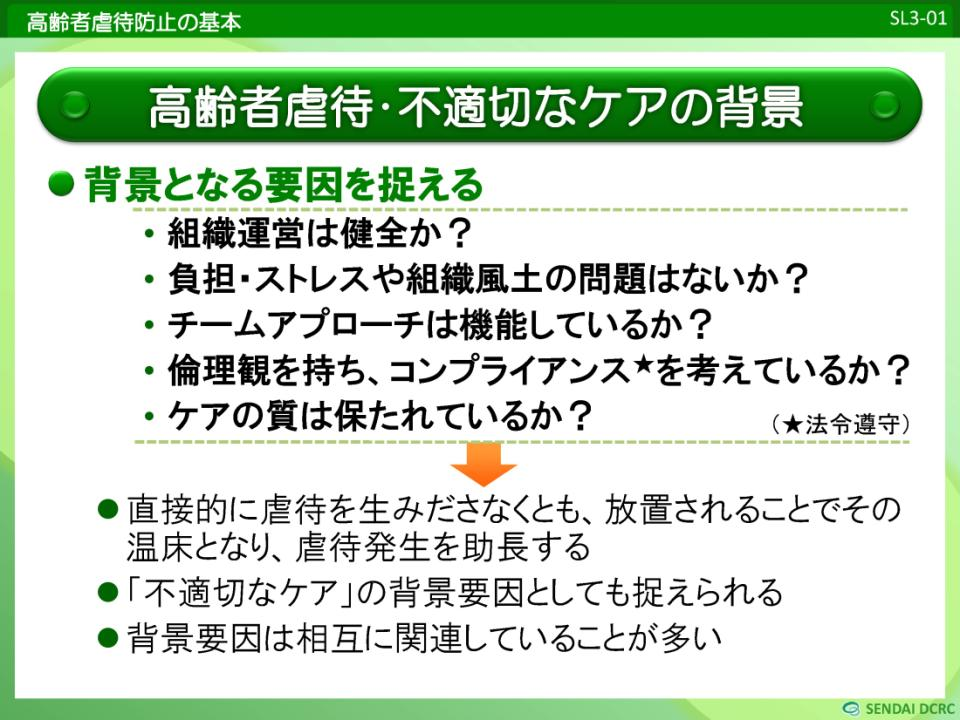 高齢者虐待防止の基本
SL3-01
高齢者虐待・不適切なケアの背景
● 背景となる要因を捉える
• 組織運営は健全か？
• 負担・ストレスや組織風土の問題はないか？
• チームアプローチは機能しているか？
• 倫理観を持ち、コンプライアンス★を考えているか？
• ケアの質は保たれているか？
（★法令遵守）
● 直接的に虐待を生みださなくとも、放置されることでその
温床となり、虐待発生を助長する
● 「不適切なケア」の背景要因としても捉えられる
● 背景要因は相互に関連していることが多い
SENDAI DCRC